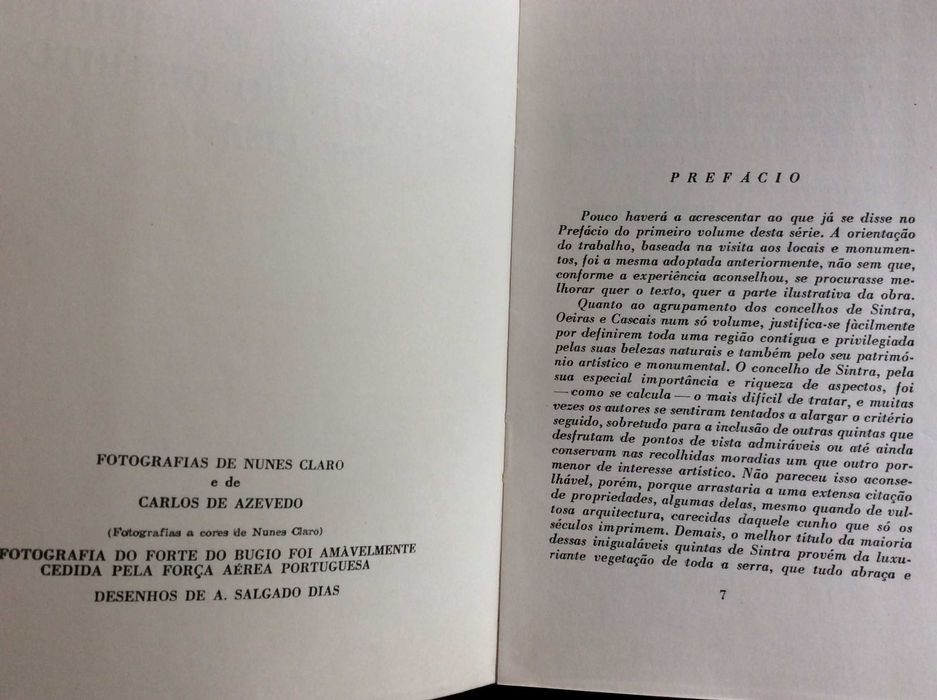 FOTOGRAFIAS DE NUNES CLARO
e de
CARLOS DE AZEVEDO
(Fotografias a cores de Nunes Claro)
FOTOGRAFIA DO FORTE DO BUGIO FOI AMÀVELMENTE
CEDIDA PELA FORÇA AÉREA PORTUGUESA
DESENHOS DE A. SALGADO DIAS
PREFÁCIO
Pouco haverá a acrescentar ao que já se disse no
Prefácio do primeiro volume desta série. A orientação
do trabalho, baseada na visita aos locais e monumen-
tos, foi a mesma adoptada anteriormente, não sem que,
conforme a experiência aconselhou, se procurasse me-
lhorar quer o texto, quer a parte ilustrativa da obra.
Quanto ao agrupamento dos concelhos de Sintra,
Oeiras e Cascais num só volume, justifica-se fàcilmente
por definirem toda uma região contígua e privilegiada
pelas suas belezas naturais e também pelo seu patrimó-
nio artístico e monumental. O concelho de Sintra, pela
sua especial importância e riqueza de aspectos, foi
— como se calcula — o mais difícil de tratar, e muitas
vezes os autores se sentiram tentados a alargar o critério
seguido, sobretudo para a inclusão de outras quintas que
desfrutam de pontos de vista admiráveis ou até ainda
conservam nas recolhidas moradias um que outro por-
menor de interesse artístico. Não pareceu isso aconse-
lhável, porém, porque arrastaria a uma extensa citação
de propriedades, algumas delas, mesmo quando de vul-
tosa arquitectura, carecidas daquele cunho que só os
séculos imprimem. Demais, o melhor título da maioria
dessas inigualáveis quintas de Sintra provém da luxu-
riante vegetação de toda a serra, que tudo abraça e
7